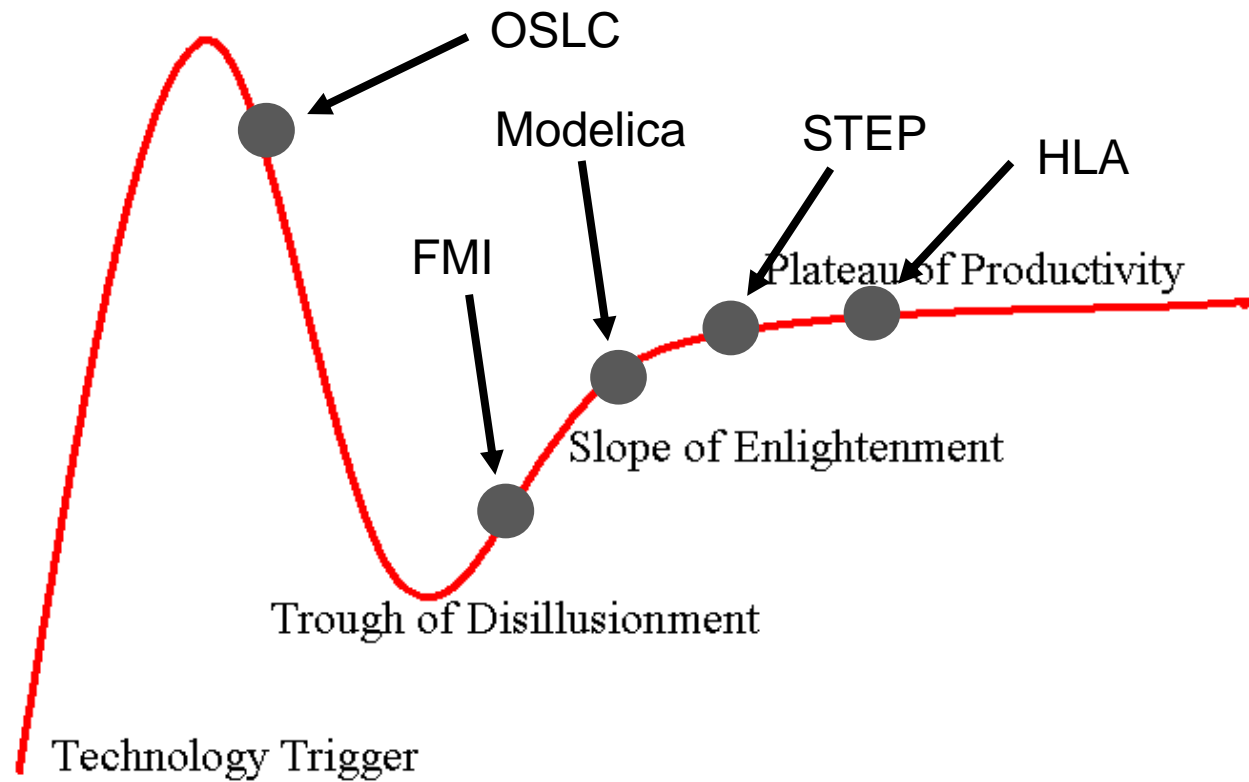 OSLC
Modelica
STEP
HLA
FMI
Plateau of Productivity
Slope of Enlightenment
Trough of Disillusionment
Technology Trigger